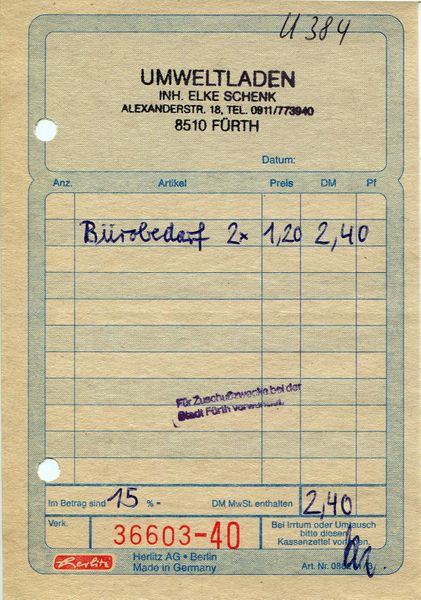 U 384
UMWELTLADEN
INH. ELKE SCHENK
ALEXANDERSTR. 18, TEL. 0911/773940
8510 FÜRTH
Datum:
Anz. Artikel Preis DM Pf
Bürobedarf 2x 1,20 2,40
Für Zuschußzwecke bei der
Stadt Fürth verwendet.
Im Betrag sind 15 %- DM MwSt. enthalten 2,40
Verk. 36603-40 Bei Irrtum oder Umtausch
bitte diesen
Kassenzettel vorlegen.
Herlitz Herlitz AG • Berlin
Made in Germany Art. Nr.